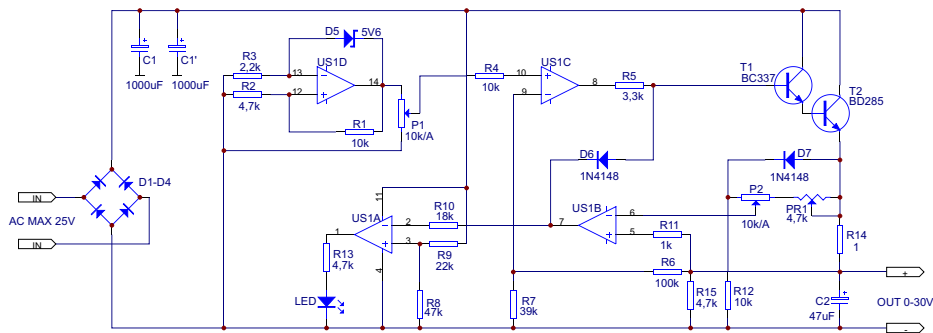 D5
5V6
+
C1
1000uF
+
C1'
1000uF
R3
2,2k
13
US1D
14
R2
4,7k
12
R1
10k
P1
10k/A
R4
10k
10
US1C
8
9
R5
3,3k
T1
BC337
T2
BD285
D6
1N4148
D7
1N4148
P2
10k/A
PR1
4,7k
IN
AC MAX 25V
IN
D1-D4
11
US1A
1
2
3
4
R10
18k
R9
22k
7
US1B
6
5
R11
1k
R14
1
R13
4,7k
LED
R8
47k
R6
100k
R7
39k
R15
4,7k
R12
10k
+
C2
47uF
+
OUT 0-30V
-